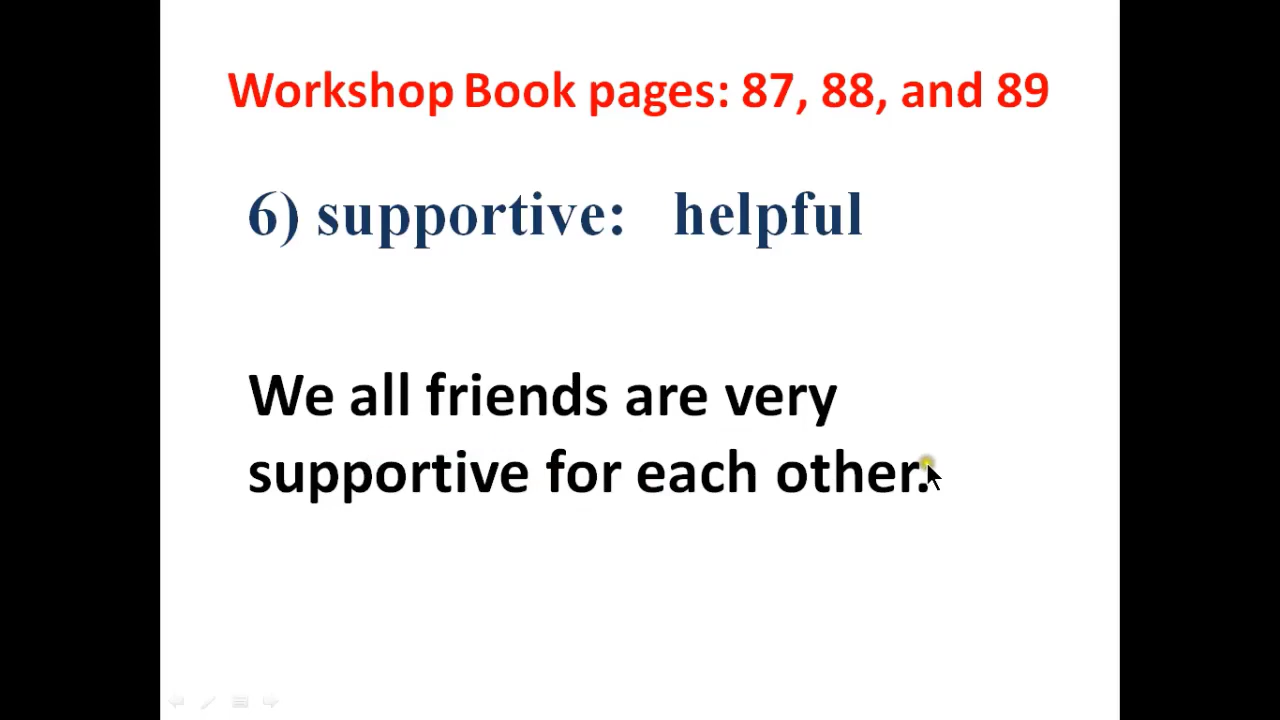 Workshop Book pages: 87, 88, and 89
6) supportive: helpful
We all friends are very
supportive for each other.